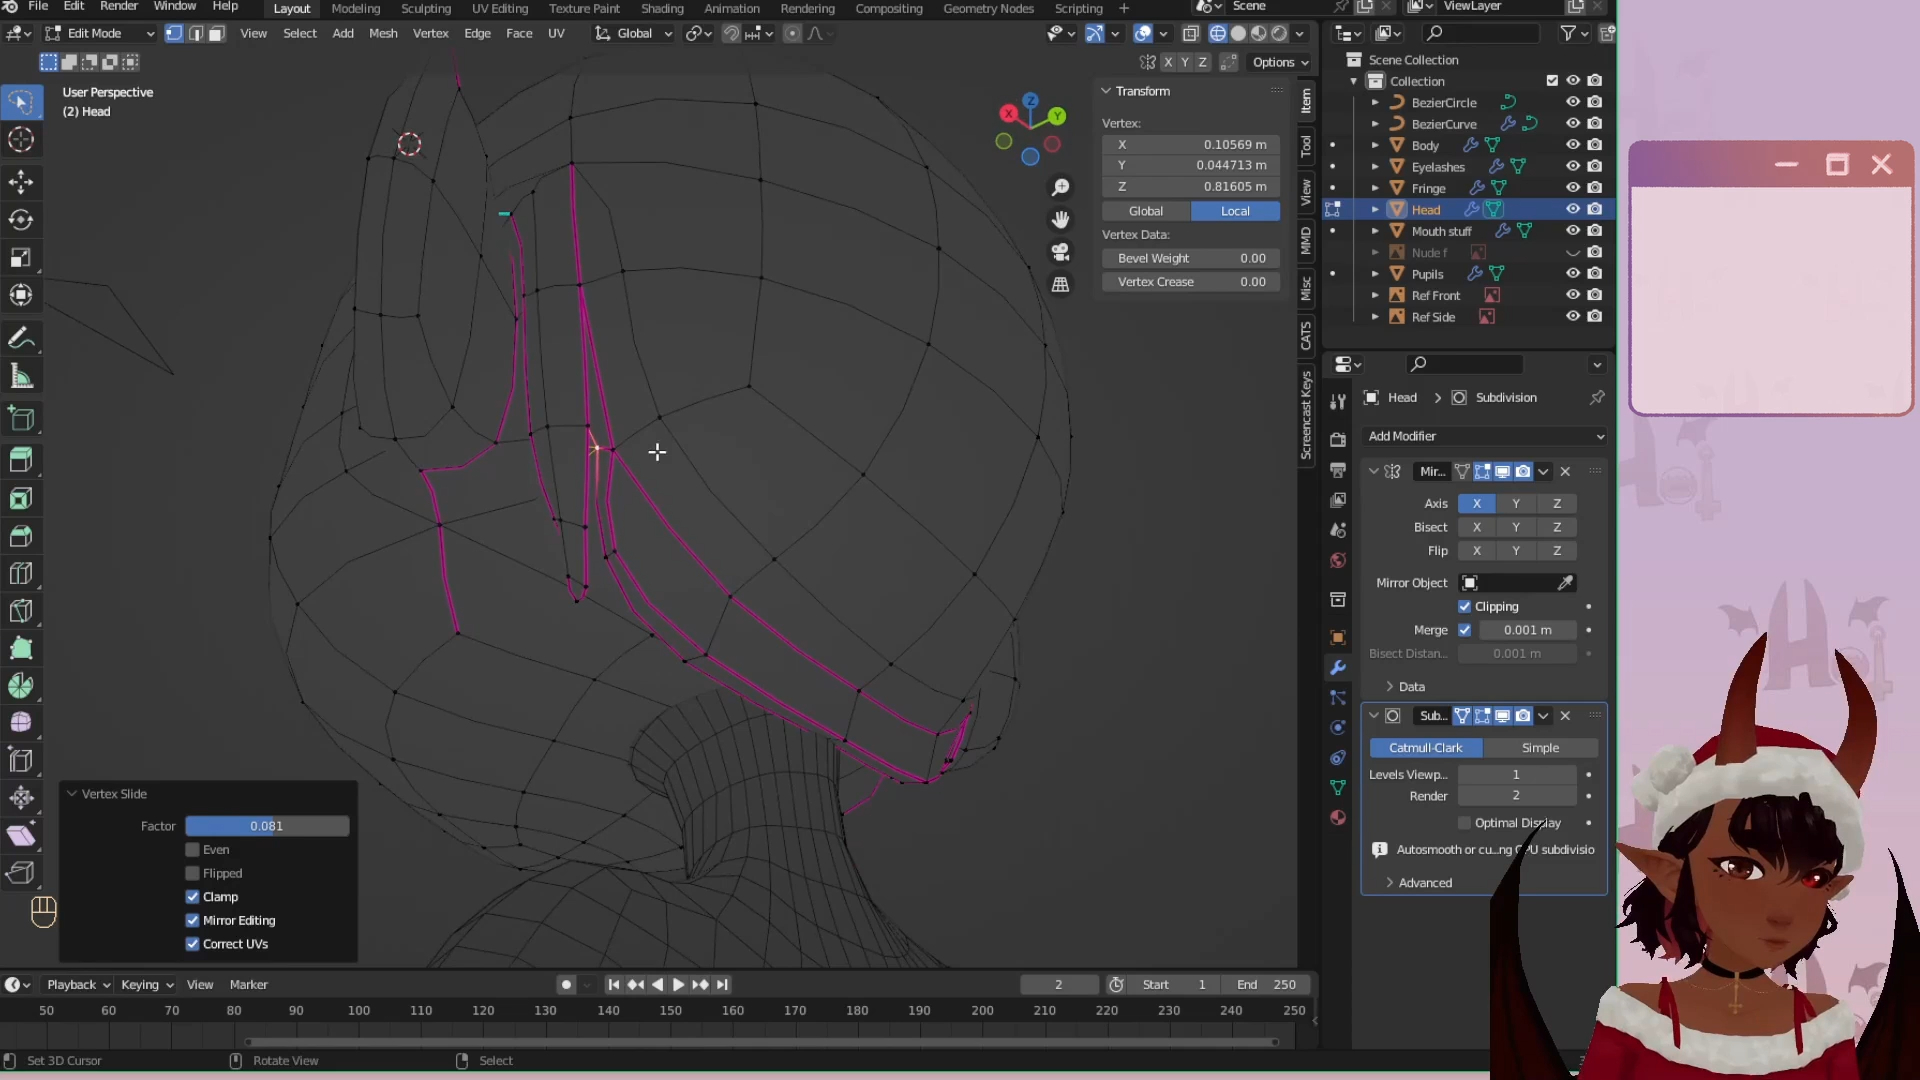 File Edit Render Window Help Layout Modeling Sculpting UV Editing Texture Paint Shading Animation Rendering Compositing Geometry Nodes Scripting + Scene ViewLayer
Edit Mode View Select Add Mesh Vertex Edge Face UV Global
X Y Z Options
User Perspective
(2) Head
Transform
Vertex:
X 0.10569 m
Y 0.044713 m
Z 0.81605 m
Global Local
Vertex Data:
Bevel Weight 0.00
Vertex Crease 0.00
X Y Z
Item
Tool
View
MMD
Misc
CATS
Screencast Keys
Scene Collection
Collection
BezierCircle
BezierCurve
Body
Eyelashes
Fringe
Head
Mouth stuff
Nude f
Pupils
Ref Front
Ref Side
Head > Subdivision
Add Modifier
Mir...
Axis X Y Z
Bisect X Y Z
Flip X Y Z
Mirror Object
Clipping
Merge 0.001 m
Bisect Distan... 0.001 m
Data
Sub...
Catmull-Clark Simple
Levels Viewp... 1
Render 2
Optimal Display
Autosmooth or cu...ng GPU subdivisio
Advanced
Vertex Slide
Factor 0.081
Even
Flipped
Clamp
Mirror Editing
Correct UVs
Playback Keying View Marker 2 Start 1 End 250
50 60 70 80 90 100 110 120 130 140 150 160 170 180 190 200 210 220 230 240 250
Set 3D Cursor Rotate View Select